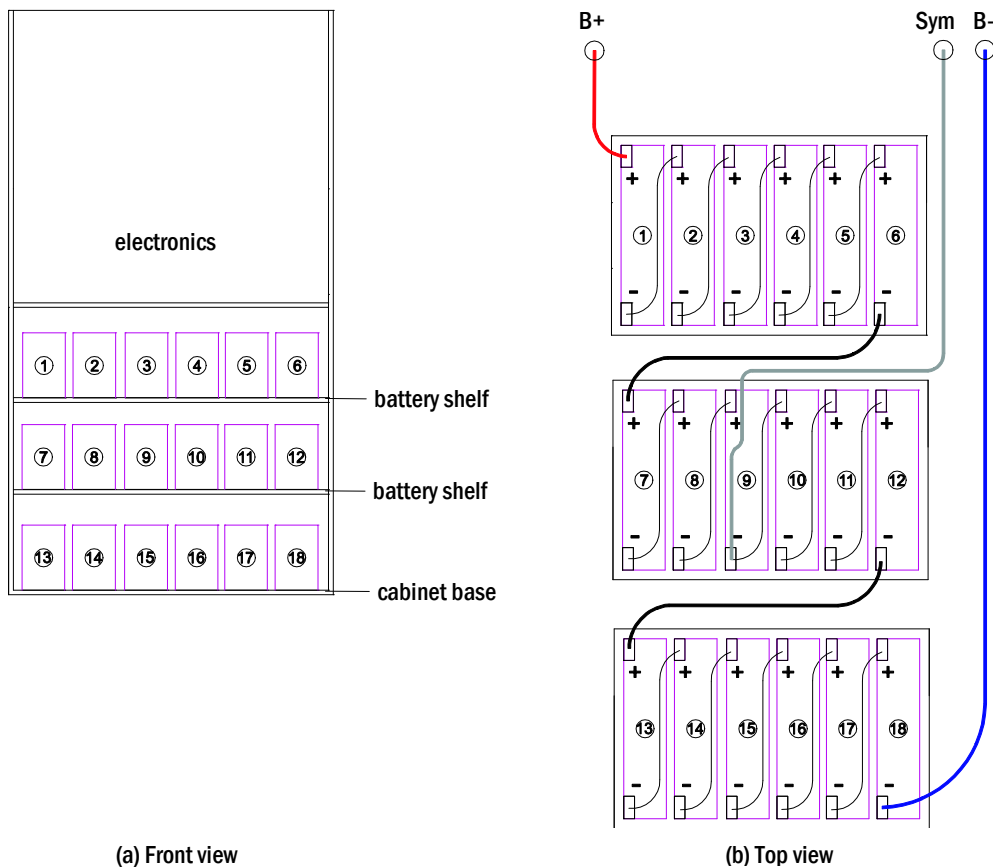 B+ Sym B-
electronics
+ + + + + +
① ② ③ ④ ⑤ ⑥
- - - - - -
① ② ③ ④ ⑤ ⑥
battery shelf
+ + + + + +
⑦ ⑧ ⑨ ⑩ ⑪ ⑫
- - - - - -
⑦ ⑧ ⑨ ⑩ ⑪ ⑫
battery shelf
⑬ ⑭ ⑮ ⑯ ⑰ ⑱
cabinet base
+ + + + + +
⑬ ⑭ ⑮ ⑯ ⑰ ⑱
- - - - - -
(a) Front view
(b) Top view